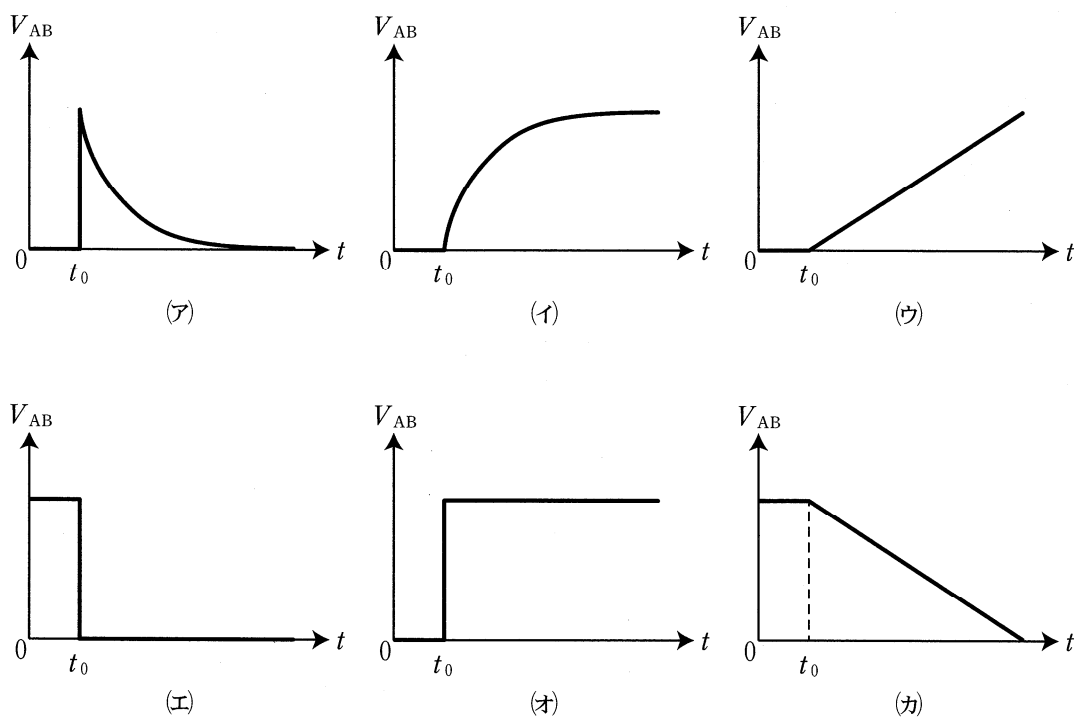 V_AB V_AB V_AB
0 t_0 t 0 t_0 t 0 t_0 t
(ア) (イ) (ウ)
V_AB V_AB V_AB
0 t_0 t 0 t_0 t 0 t_0 t
(エ) (オ) (カ)